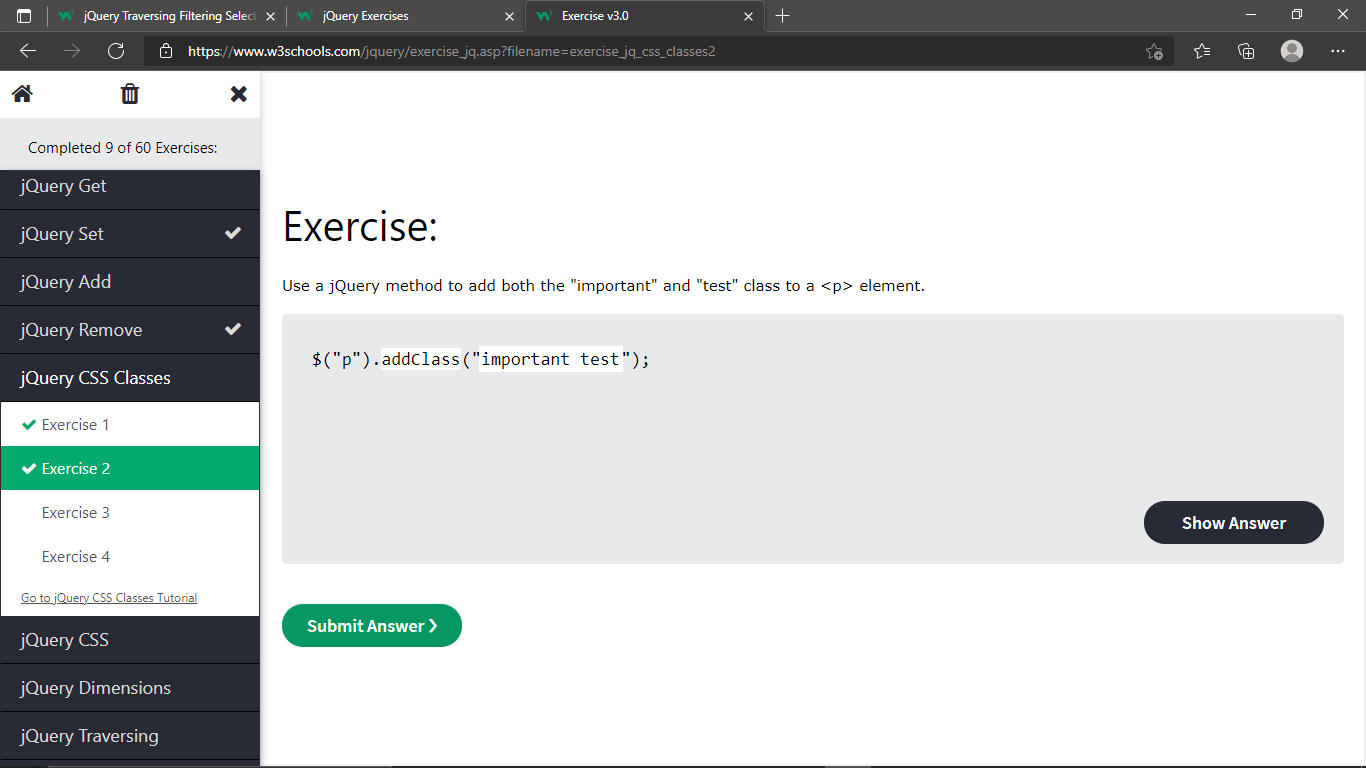 jQuery Traversing Filtering Select
jQuery Exercises
Exercise v3.0
https://www.w3schools.com/jquery/exercise_jq.asp?filename=exercise_jq_css_classes2
Completed 9 of 60 Exercises:
jQuery Get
jQuery Set
jQuery Add
jQuery Remove
jQuery CSS Classes
Exercise 1
Exercise 2
Exercise 3
Exercise 4
Go to jQuery CSS Classes Tutorial
jQuery CSS
jQuery Dimensions
jQuery Traversing
Exercise:
Use a jQuery method to add both the "important" and "test" class to a <p> element.
$("p").addClass("important test");
Show Answer
Submit Answer ❯